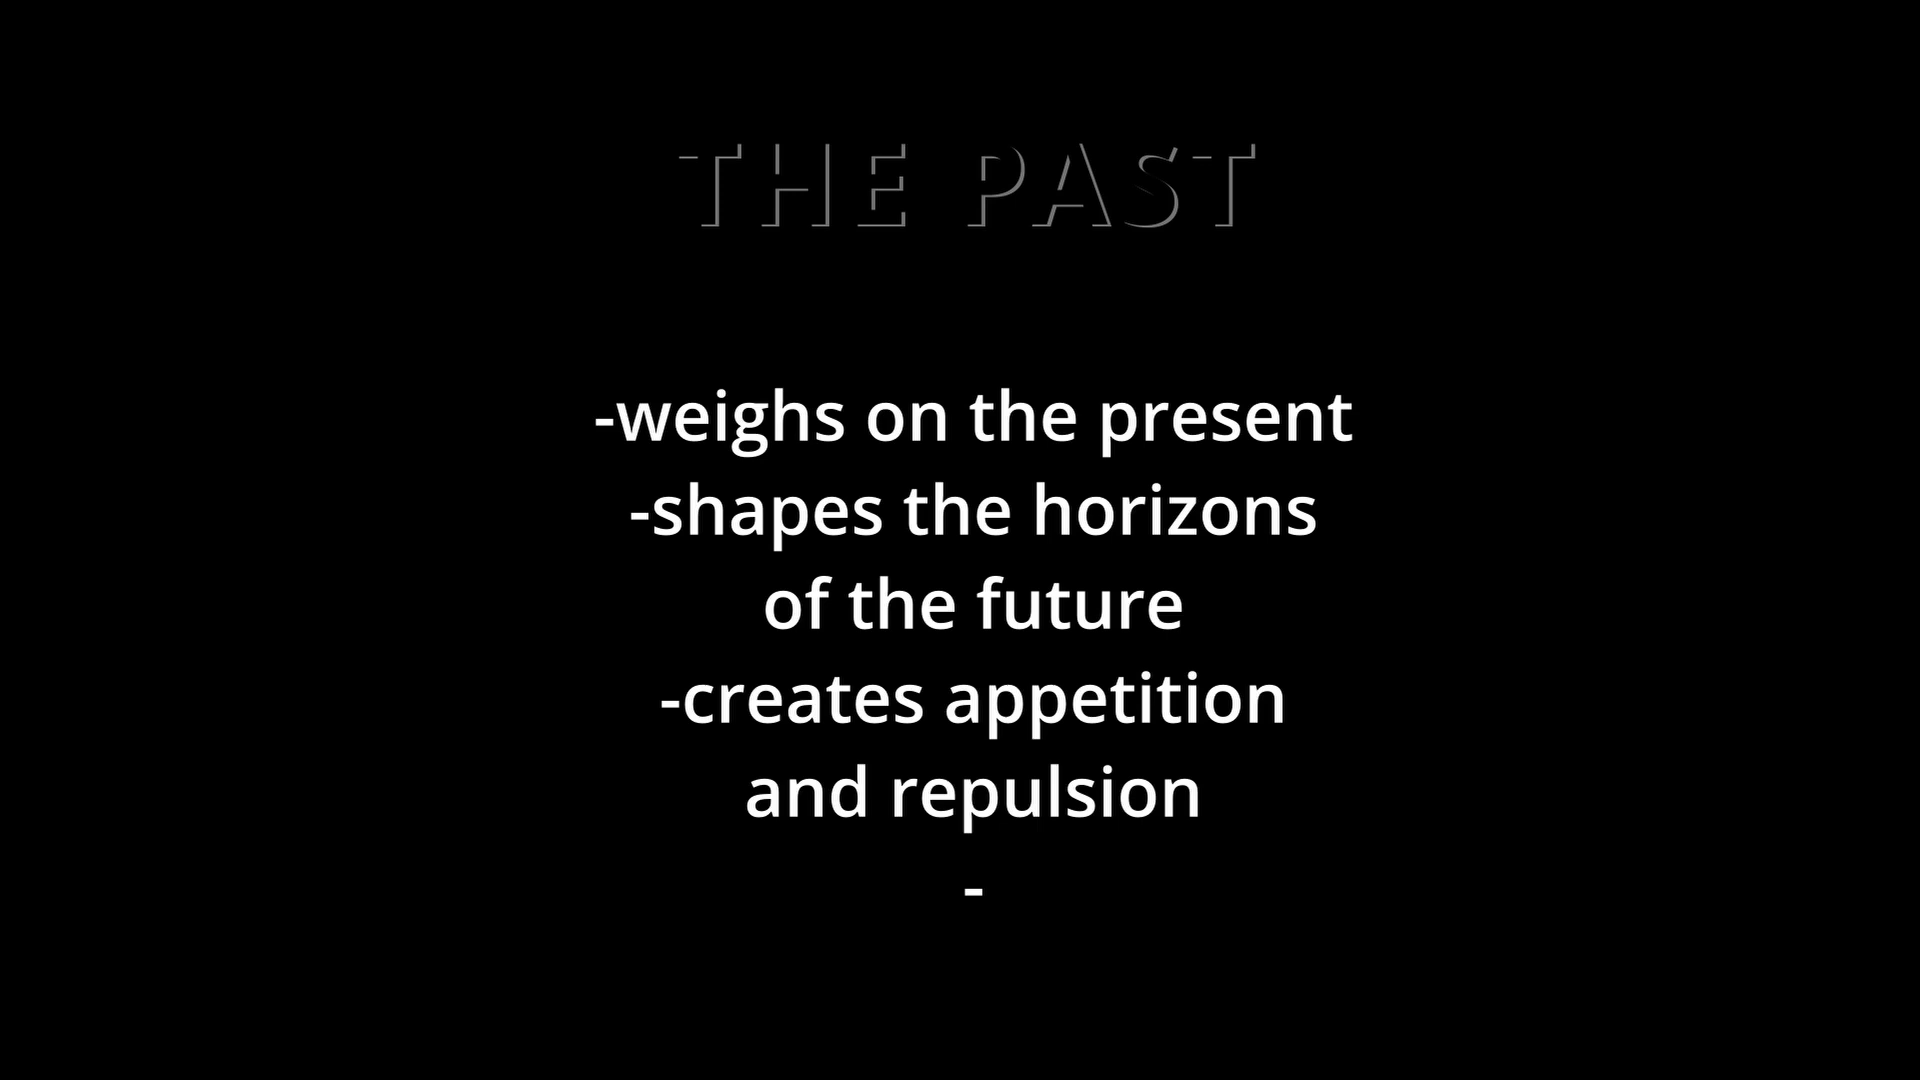 THE PAST
-weighs on the present
-shapes the horizons
of the future
-creates appetition
and repulsion
-